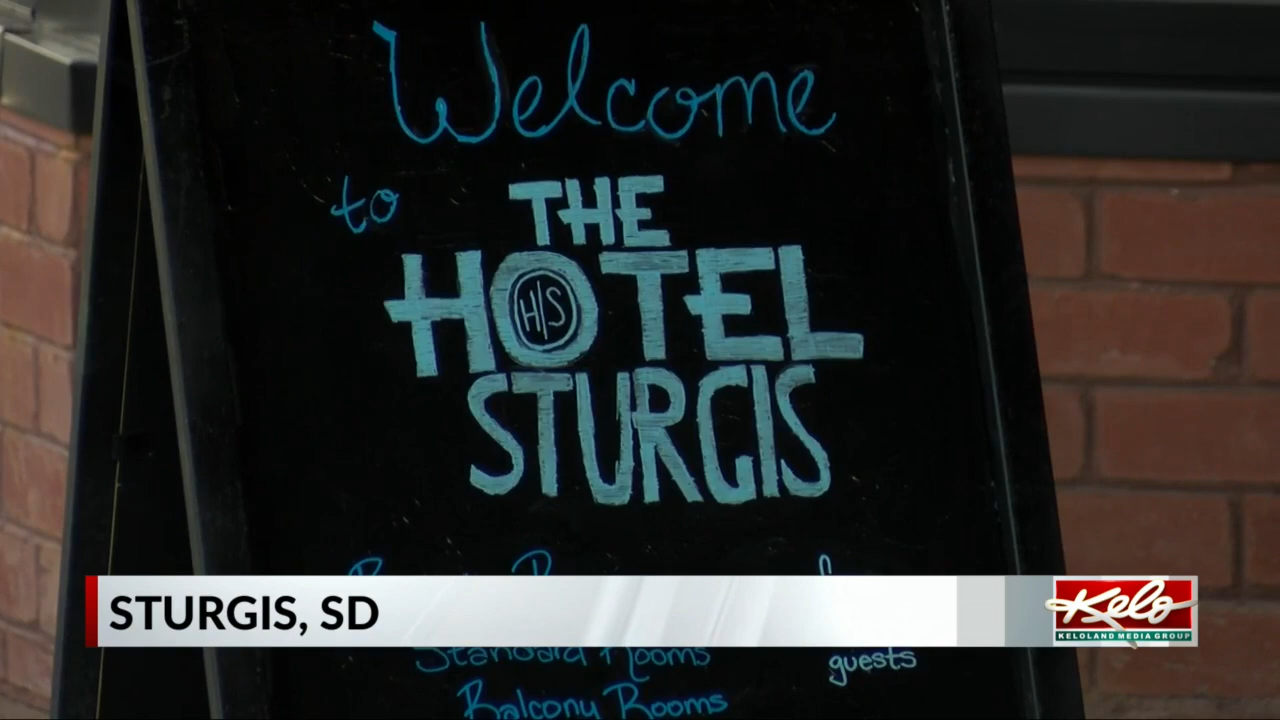 Welcome
to THE
HOTEL
H|S
STURGIS
STURGIS, SD
Kelo
KELOLAND MEDIA GROUP
Standard Rooms
guests
Balcony Rooms